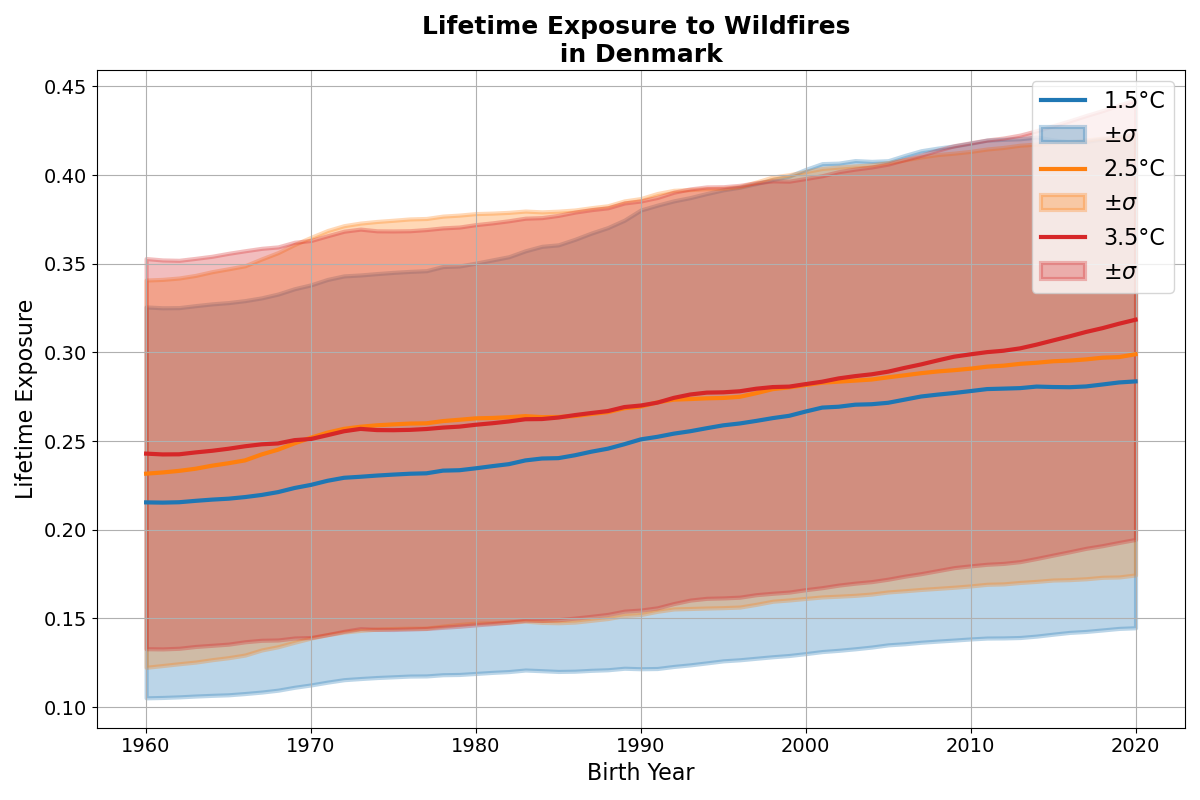 Lifetime Exposure to Wildfires
in Denmark
0.45
0.40
0.35
0.30
0.25
0.20
0.15
0.10
Lifetime Exposure
1.5°C
±σ
2.5°C
±σ
3.5°C
±σ
1960 1970 1980 1990 2000 2010 2020
Birth Year